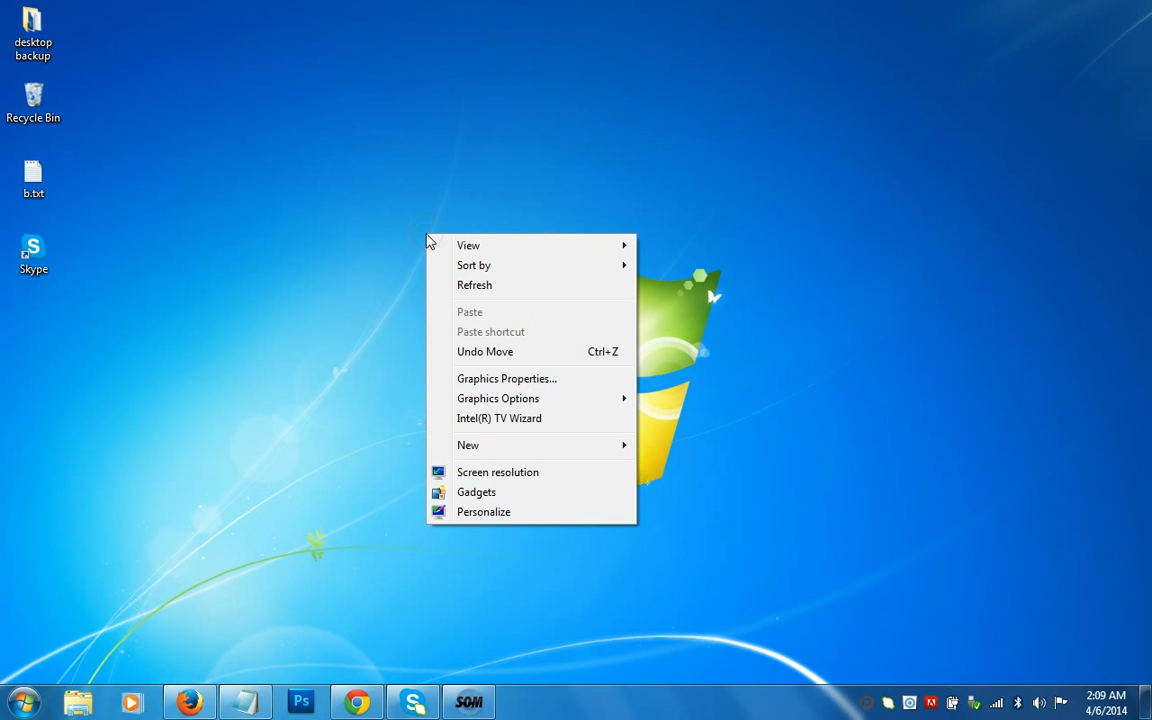 desktop
backup
Recycle Bin
b.txt
Skype
View
Sort by
Refresh
Paste
Paste shortcut
Undo Move Ctrl+Z
Graphics Properties...
Graphics Options
Intel(R) TV Wizard
New
Screen resolution
Gadgets
Personalize
Ps
SOM
2:09 AM
4/6/2014